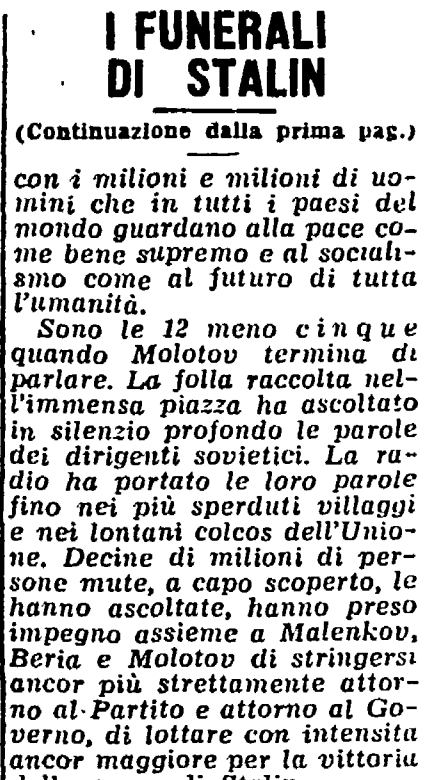 I FUNERALI
DI STALIN
(Continuazione dalla prima pag.)
con i milioni e milioni di uo-
mini che in tutti i paesi del
mondo guardano alla pace co-
me bene supremo e al sociali-
smo come al futuro di tutta
l'umanità.
Sono le 12 meno cinque
quando Molotov termina di
parlare. La folla raccolta nel-
l'immensa piazza ha ascoltato
in silenzio profondo le parole
dei dirigenti sovietici. La ra-
dio ha portato le loro parole
fino nei più sperduti villaggi
e nei lontani colcos dell'Unio-
ne. Decine di milioni di per-
sone mute, a capo scoperto, le
hanno ascoltate, hanno preso
impegno assieme a Malenkov,
Beria e Molotov di stringersi
ancor più strettamente attor-
no al Partito e attorno al Go-
verno, di lottare con intensità
ancor maggiore per la vittoria
di Stalin